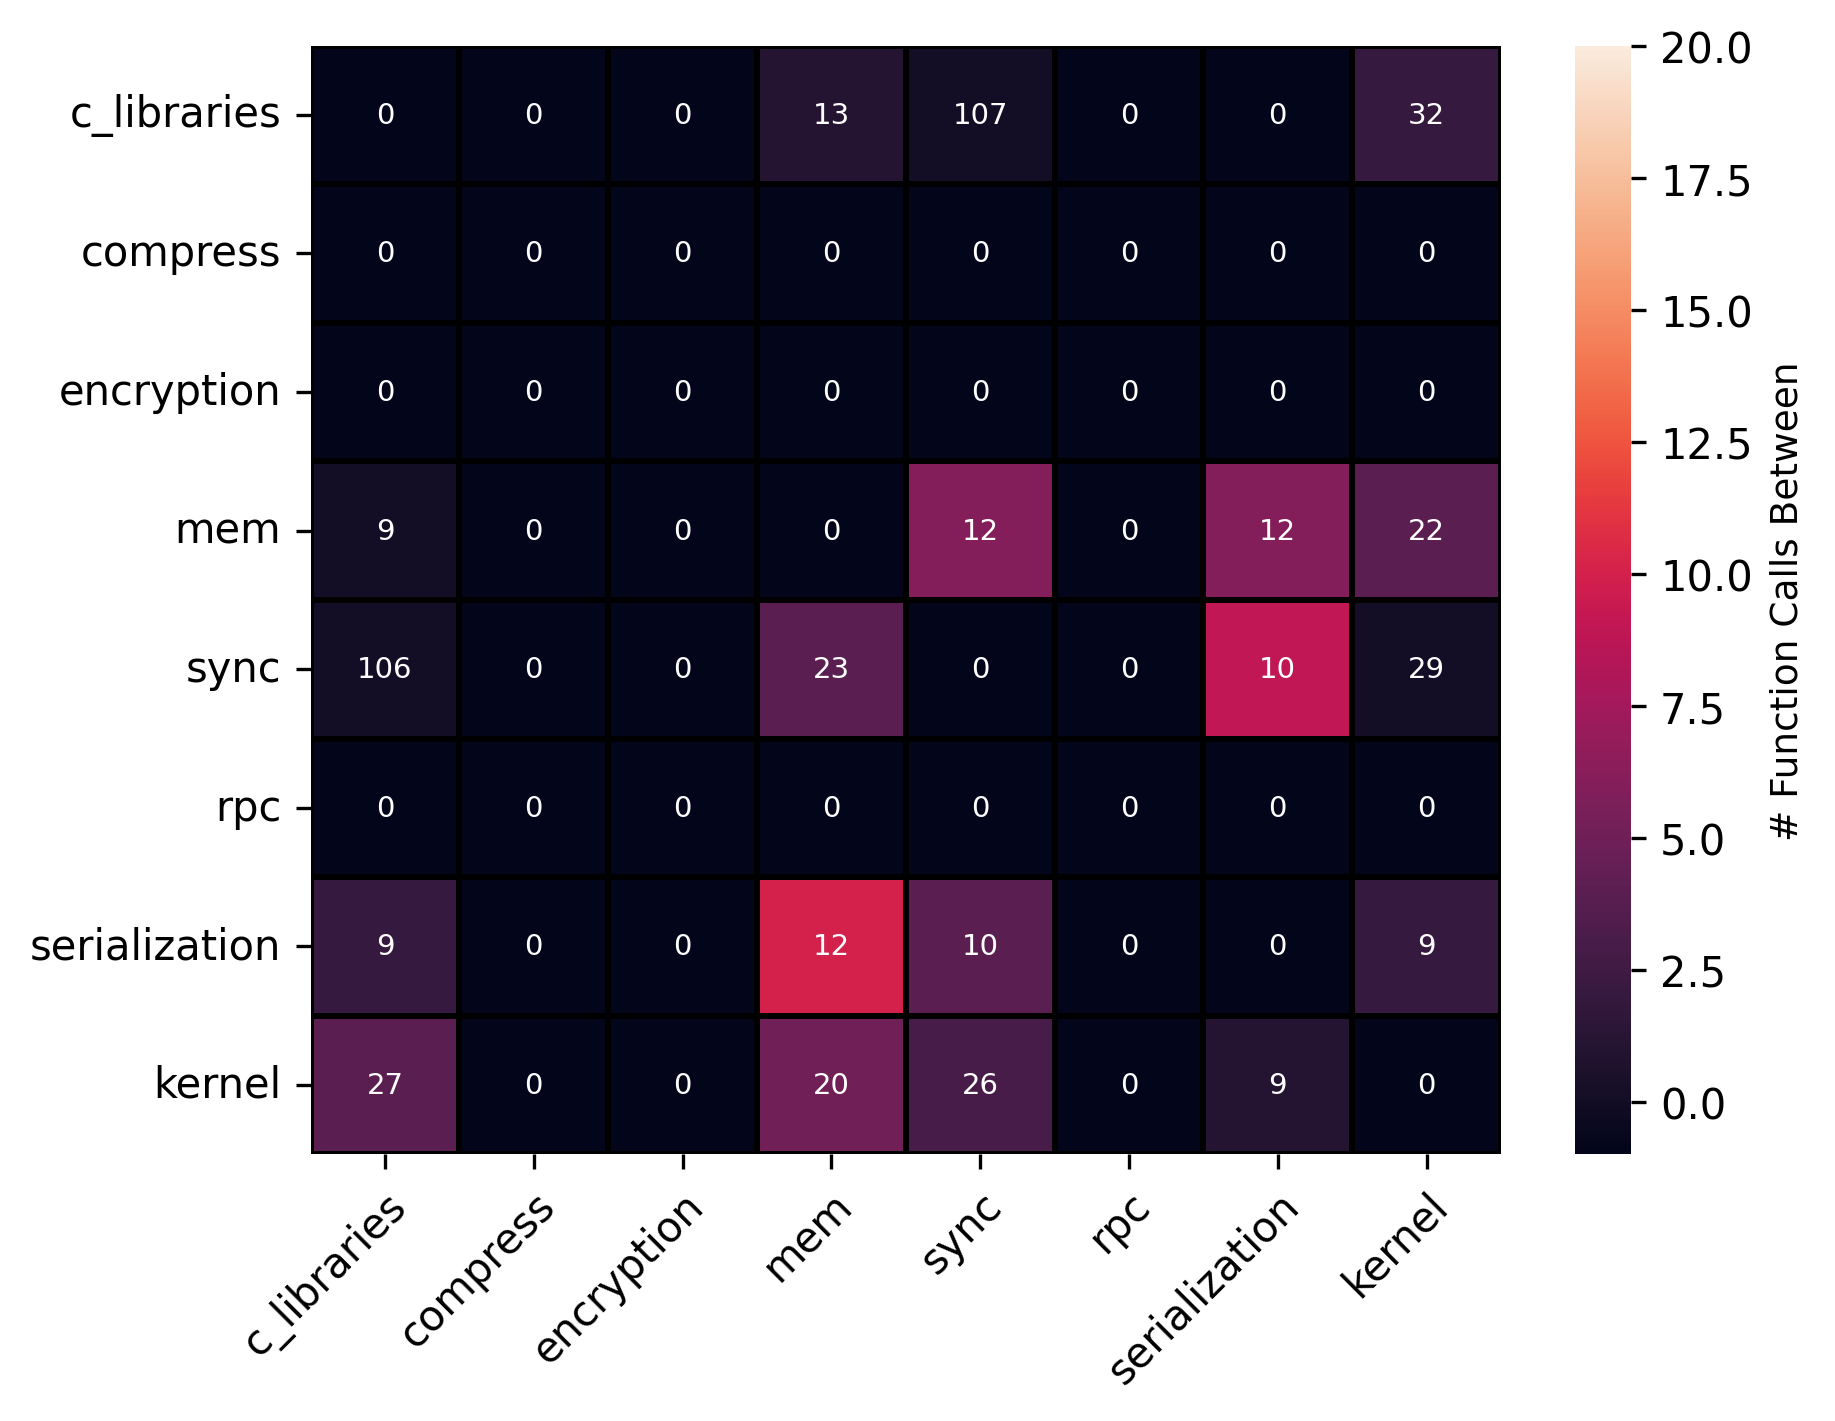 c_libraries 0 0 0 13 107 0 0 32
compress 0 0 0 0 0 0 0 0
encryption 0 0 0 0 0 0 0 0
mem 9 0 0 0 12 0 12 22
sync 106 0 0 23 0 0 10 29
rpc 0 0 0 0 0 0 0 0
serialization 9 0 0 12 10 0 0 9
kernel 27 0 0 20 26 0 9 0
c_libraries compress encryption mem sync rpc serialization kernel
20.0
17.5
15.0
12.5
10.0
7.5
5.0
2.5
0.0
# Function Calls Between